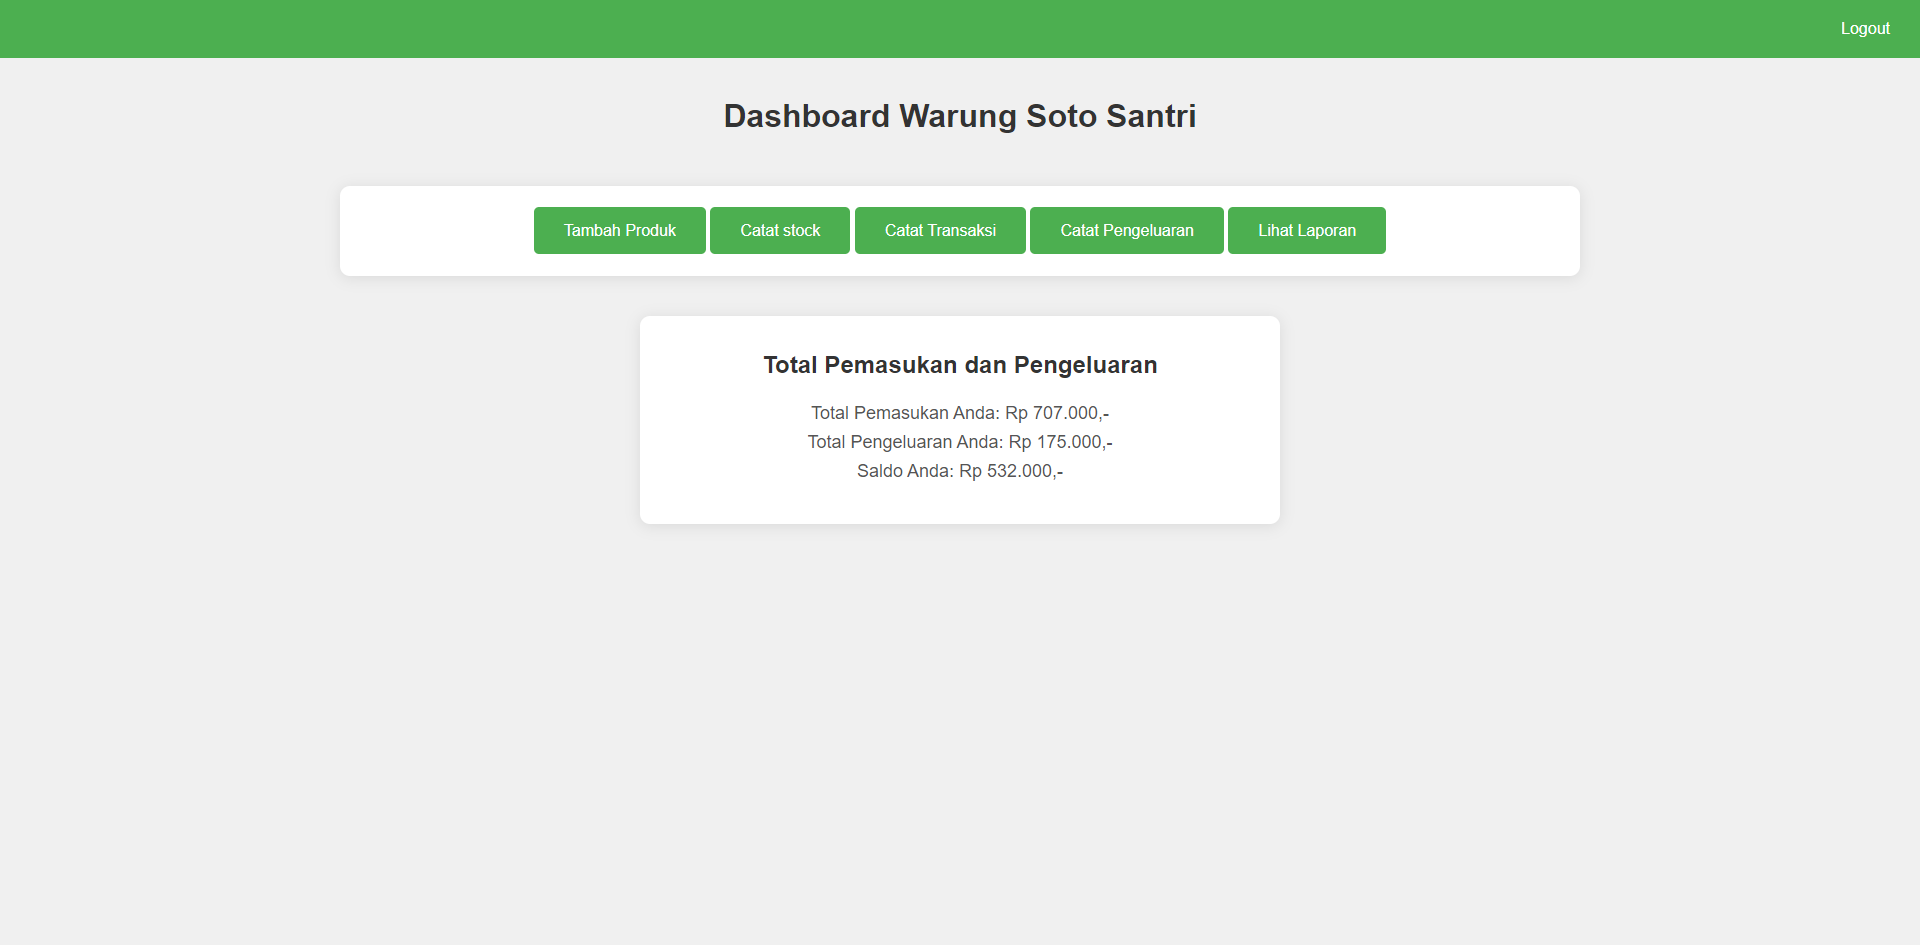 Logout
Dashboard Warung Soto Santri
Tambah Produk Catat stock Catat Transaksi Catat Pengeluaran Lihat Laporan
Total Pemasukan dan Pengeluaran
Total Pemasukan Anda: Rp 707.000,-
Total Pengeluaran Anda: Rp 175.000,-
Saldo Anda: Rp 532.000,-